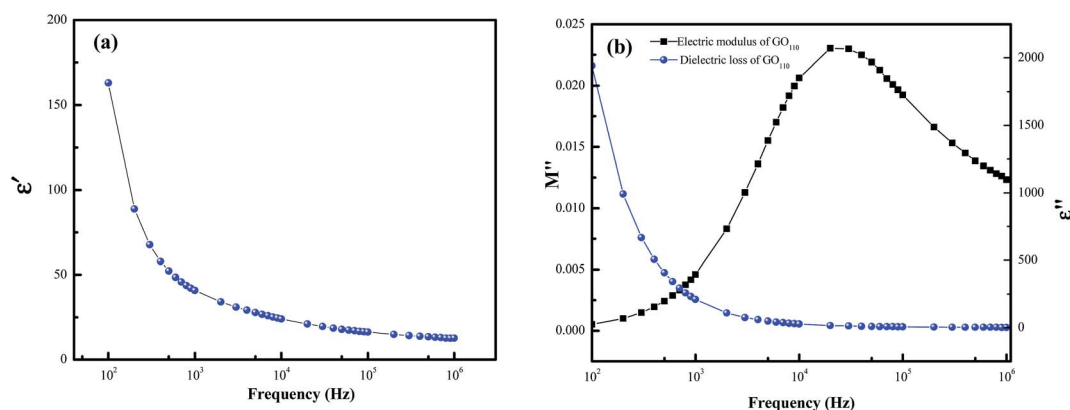 (a)
200
150
100
50
0
ε′
10² 10³ 10⁴ 10⁵ 10⁶
Frequency (Hz)
(b)
Electric modulus of GO₁₁₀
Dielectric loss of GO₁₁₀
0.025
0.020
0.015
0.010
0.005
0.000
M''
2000
1500
1000
500
0
ε''
10² 10³ 10⁴ 10⁵ 10⁶
Frequency (Hz)